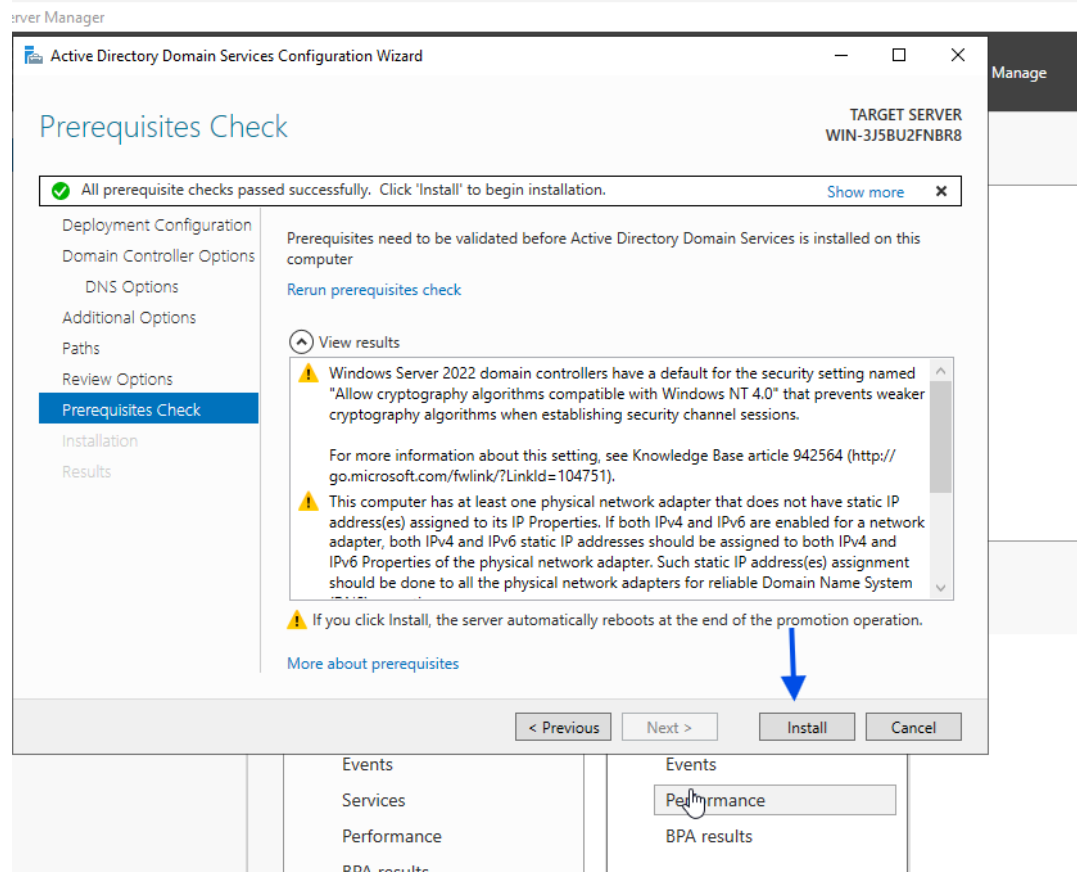 Server Manager
Active Directory Domain Services Configuration Wizard
Manage
Prerequisites Check
TARGET SERVER
WIN-3J5BU2FNBR8
All prerequisite checks passed successfully. Click 'Install' to begin installation.
Show more
Deployment Configuration
Domain Controller Options
DNS Options
Additional Options
Paths
Review Options
Prerequisites Check
Installation
Results
Prerequisites need to be validated before Active Directory Domain Services is installed on this
computer
Rerun prerequisites check
View results
Windows Server 2022 domain controllers have a default for the security setting named
"Allow cryptography algorithms compatible with Windows NT 4.0" that prevents weaker
cryptography algorithms when establishing security channel sessions.
For more information about this setting, see Knowledge Base article 942564 (http://
go.microsoft.com/fwlink/?LinkId=104751).
This computer has at least one physical network adapter that does not have static IP
address(es) assigned to its IP Properties. If both IPv4 and IPv6 are enabled for a network
adapter, both IPv4 and IPv6 static IP addresses should be assigned to both IPv4 and
IPv6 Properties of the physical network adapter. Such static IP address(es) assignment
should be done to all the physical network adapters for reliable Domain Name System
If you click Install, the server automatically reboots at the end of the promotion operation.
More about prerequisites
< Previous
Next >
Install
Cancel
Events
Services
Performance
BPA results
Events
Performance
BPA results